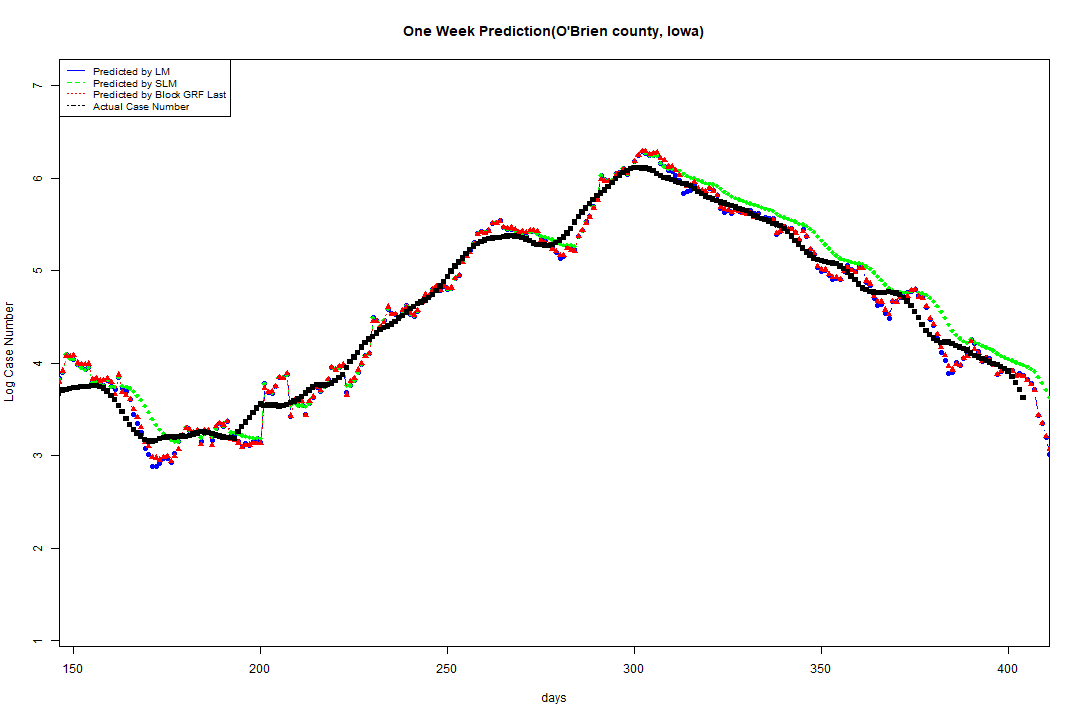 One Week Prediction(O'Brien county, Iowa)
Predicted by LM
Predicted by SLM
Predicted by Block GRF Last
Actual Case Number
7
6
5
4
3
2
1
Log Case Number
150 200 250 300 350 400
days